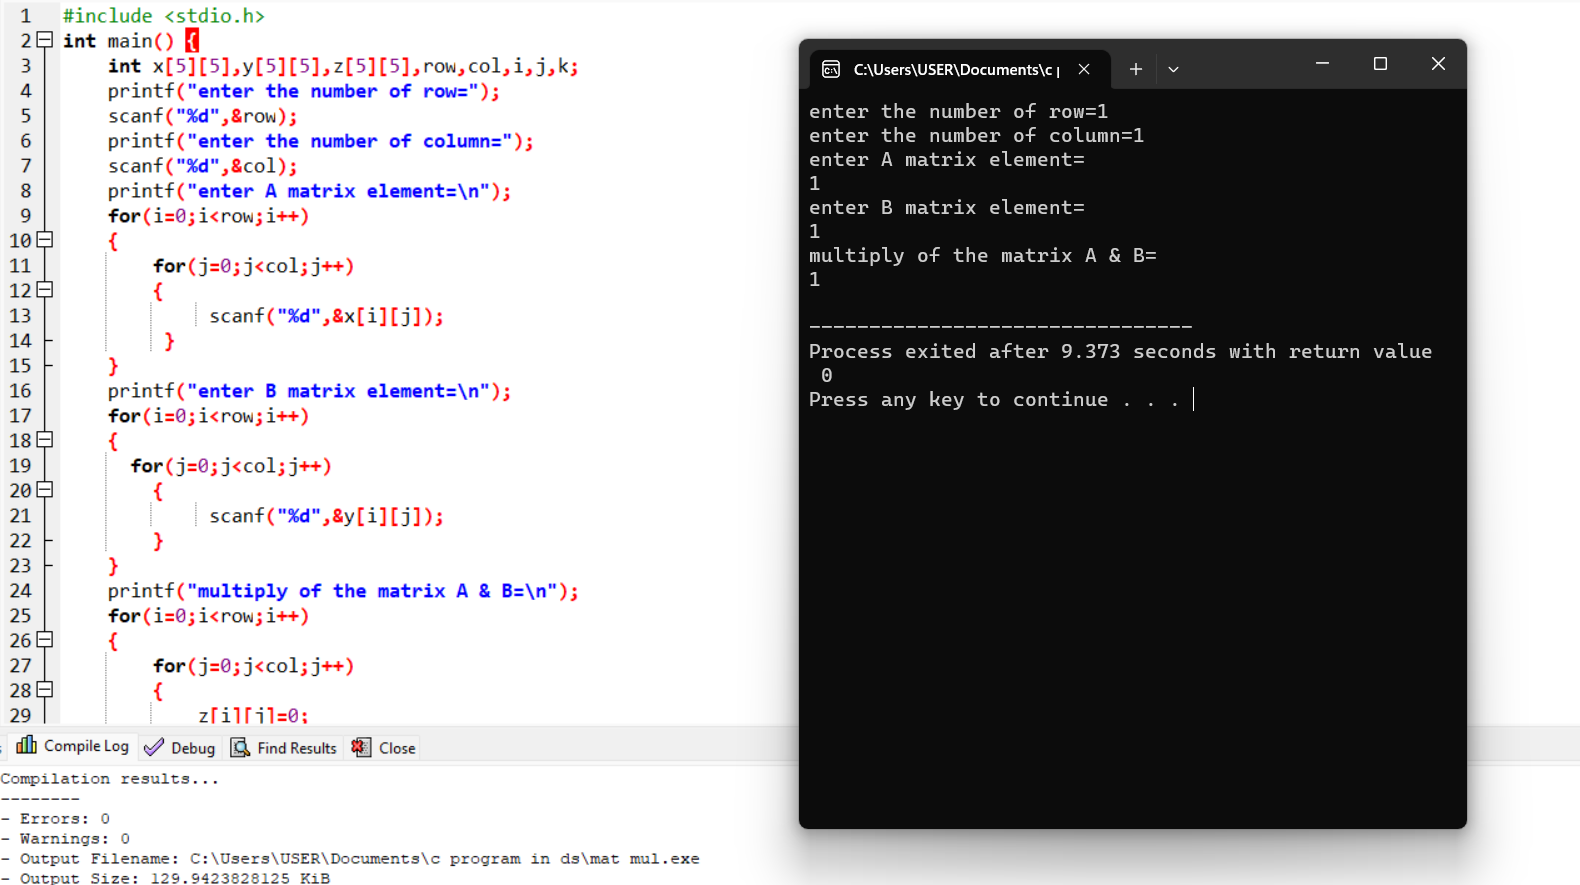 1 #include <stdio.h>
2 int main() {
3 int x[5][5],y[5][5],z[5][5],row,col,i,j,k;
4 printf("enter the number of row=");
5 scanf("%d",&row);
6 printf("enter the number of column=");
7 scanf("%d",&col);
8 printf("enter A matrix element=\n");
9 for(i=0;i<row;i++)
10 {
11 for(j=0;j<col;j++)
12 {
13 scanf("%d",&x[i][j]);
14 }
15 }
16 printf("enter B matrix element=\n");
17 for(i=0;i<row;i++)
18 {
19 for(j=0;j<col;j++)
20 {
21 scanf("%d",&y[i][j]);
22 }
23 }
24 printf("multiply of the matrix A & B=\n");
25 for(i=0;i<row;i++)
26 {
27 for(j=0;j<col;j++)
28 {
29 z[i][j]=0;
Compile Log Debug Find Results Close
Compilation results...
--------
- Errors: 0
- Warnings: 0
- Output Filename: C:\Users\USER\Documents\c program in ds\mat mul.exe
- Output Size: 129.9423828125 KiB
C:\Users\USER\Documents\c p
enter the number of row=1
enter the number of column=1
enter A matrix element=
1
enter B matrix element=
1
multiply of the matrix A & B=
1
--------------------------------
Process exited after 9.373 seconds with return value
0
Press any key to continue . . .